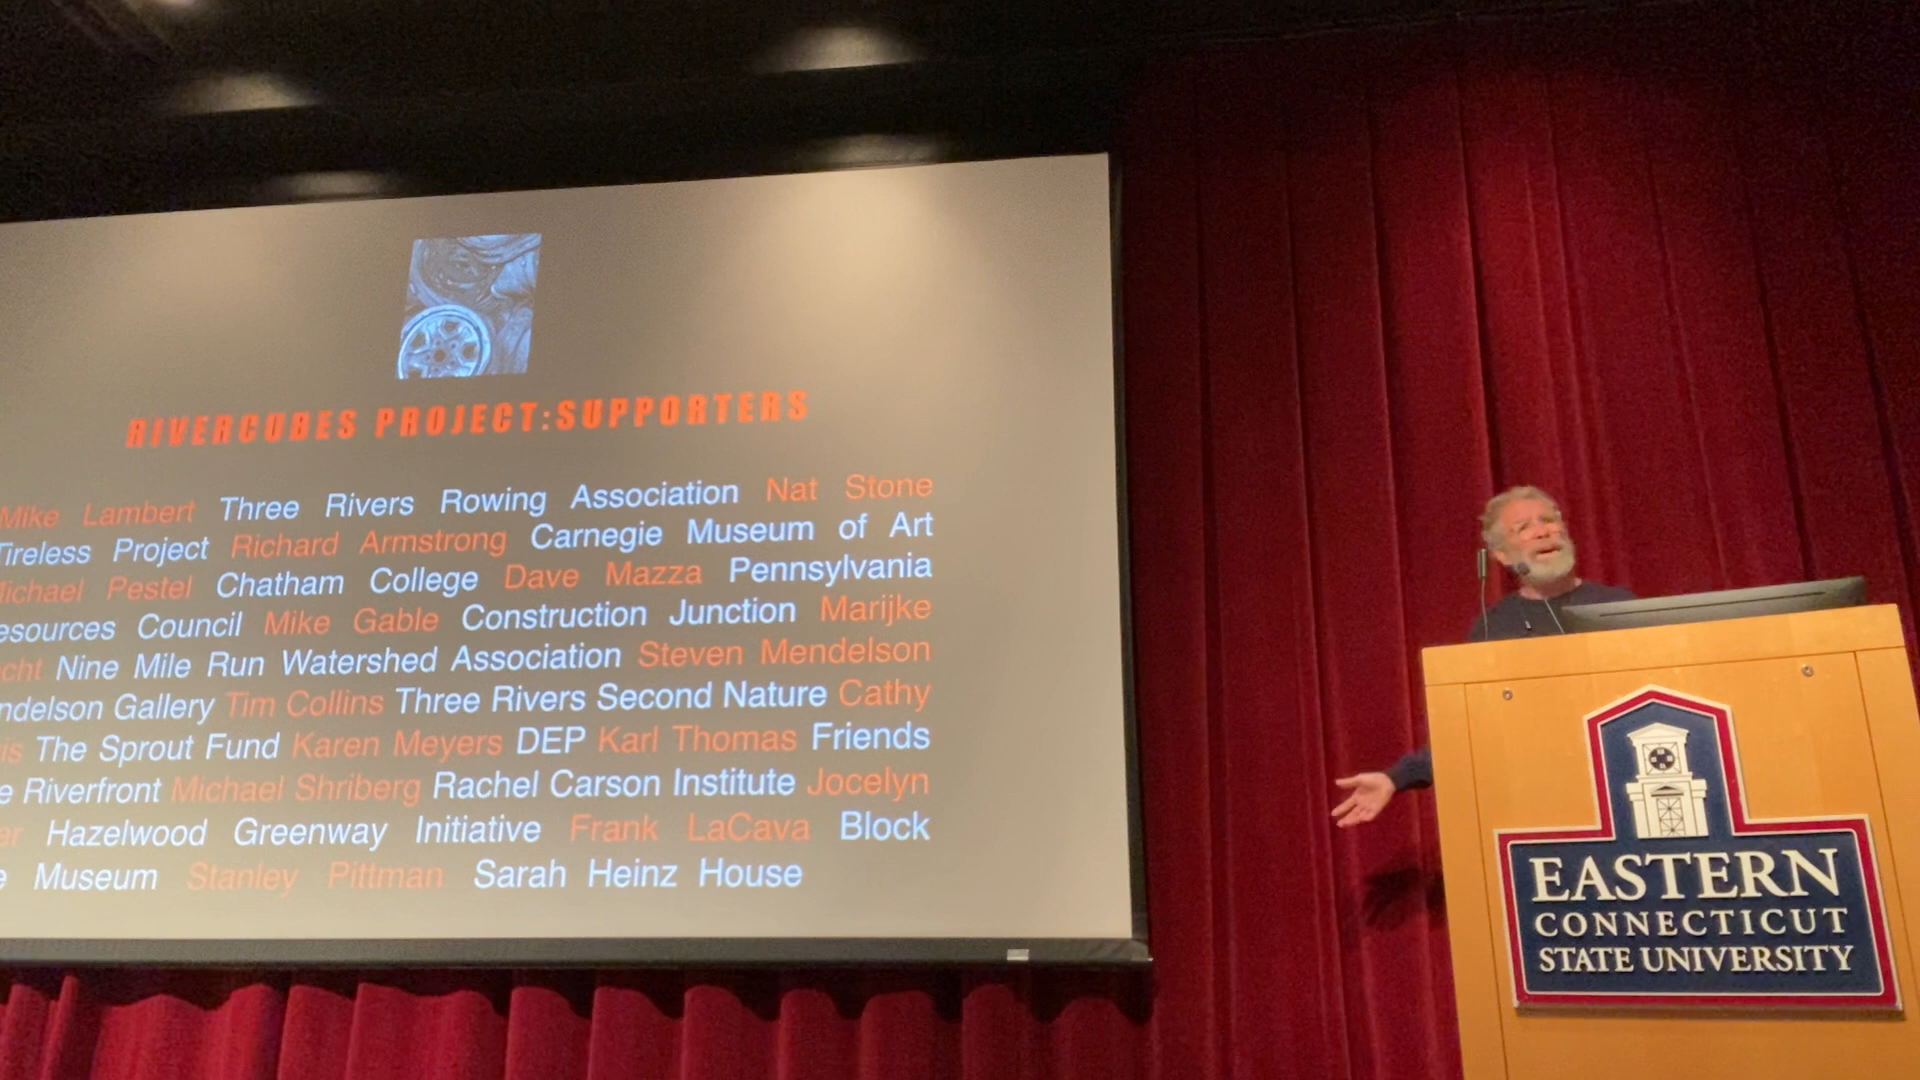 RIVERCUBES PROJECT:SUPPORTERS
Mike Lambert Three Rivers Rowing Association Nat Stone
Tireless Project Richard Armstrong Carnegie Museum of Art
Michael Pestel Chatham College Dave Mazza Pennsylvania
esources Council Mike Gable Construction Junction Marijke
cht Nine Mile Run Watershed Association Steven Mendelson
ndelson Gallery Tim Collins Three Rivers Second Nature Cathy
is The Sprout Fund Karen Meyers DEP Karl Thomas Friends
e Riverfront Michael Shriberg Rachel Carson Institute Jocelyn
er Hazelwood Greenway Initiative Frank LaCava Block
e Museum Stanley Pittman Sarah Heinz House
EASTERN
CONNECTICUT
STATE UNIVERSITY